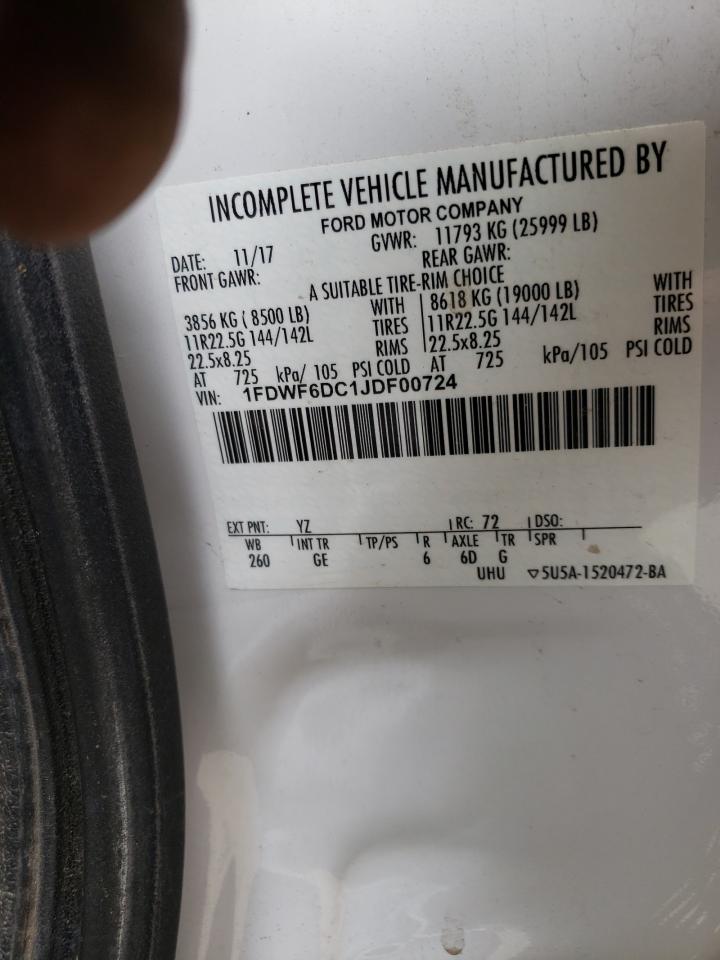 INCOMPLETE VEHICLE MANUFACTURED BY
FORD MOTOR COMPANY
DATE: 11/17 GVWR: 11793 KG (25999 LB)
FRONT GAWR: REAR GAWR:
A SUITABLE TIRE-RIM CHOICE
3856 KG ( 8500 LB) WITH 8618 KG (19000 LB) WITH
11R22.5G 144/142L TIRES 11R22.5G 144/142L TIRES
22.5x8.25 RIMS 22.5x8.25 RIMS
AT 725 kPa/ 105 PSI COLD AT 725 kPa/105 PSI COLD
VIN: 1FDWF6DC1JDF00724
EXT PNT: YZ RC: 72 DSO:
WB INT TR TP/PS R AXLE TR SPR
260 GE 6 6D G
UHU ▽5U5A-1520472-BA